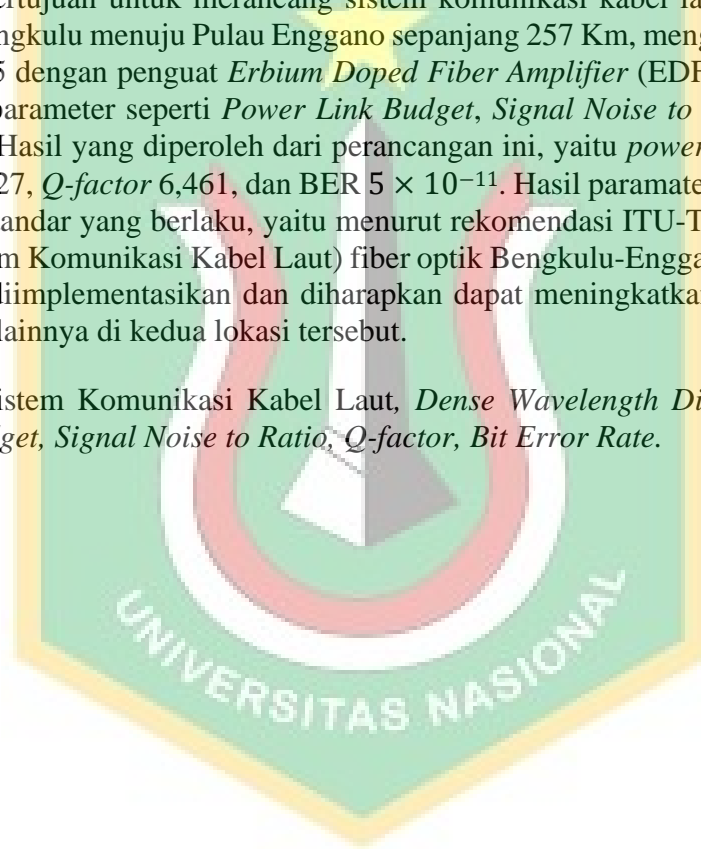 ertujuan untuk merancang sistem komunikasi kabel la
ngkulu menuju Pulau Enggano sepanjang 257 Km, meng
5 dengan penguat Erbium Doped Fiber Amplifier (EDF
parameter seperti Power Link Budget, Signal Noise to
Hasil yang diperoleh dari perancangan ini, yaitu power
27, Q-factor 6,461, dan BER 5 × 10⁻¹¹. Hasil paramate
andar yang berlaku, yaitu menurut rekomendasi ITU-T
m Komunikasi Kabel Laut) fiber optik Bengkulu-Engga
diimplementasikan dan diharapkan dapat meningkatkan
lainnya di kedua lokasi tersebut.
istem Komunikasi Kabel Laut, Dense Wavelength Di
get, Signal Noise to Ratio, Q-factor, Bit Error Rate.
UNIVERSITAS NASIONAL